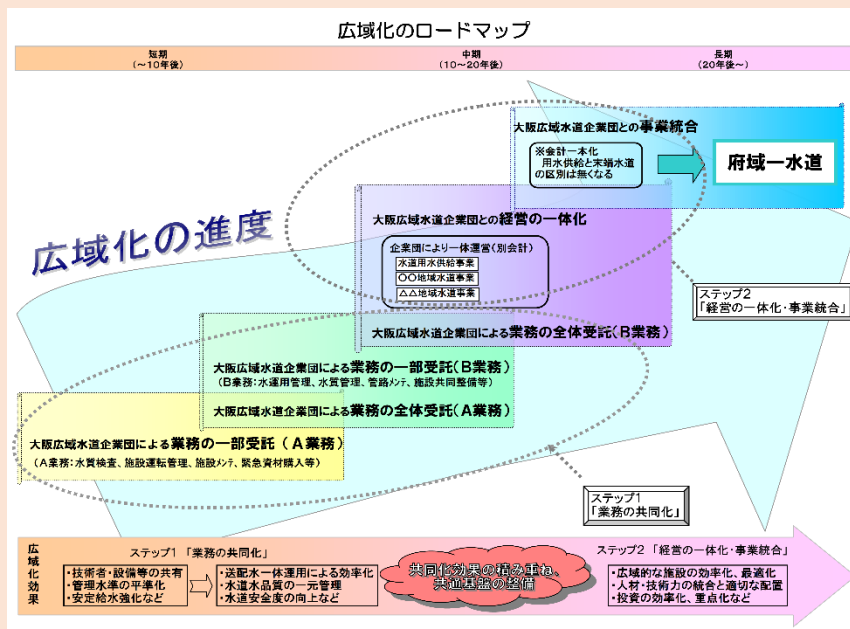 広域化のロードマップ
短期
(～10年後)
中期
(10～20年後)
長期
(20年後～)
大阪広域水道企業団との事業統合
※会計一本化
用水供給と末端水道
の区別は無くなる
府域一水道
広域化の進度
大阪広域水道企業団との経営の一体化
企業団により一体運営(別会計)
水道用水供給事業
〇〇地域水道事業
△△地域水道事業
大阪広域水道企業団による業務の全体受託(B業務)
ステップ2
「経営の一体化・事業統合」
大阪広域水道企業団による業務の一部受託(B業務)
(B業務:水運用管理、水質管理、管路ﾒﾝﾃ、施設共同整備等)
大阪広域水道企業団による業務の全体受託(A業務)
大阪広域水道企業団による業務の一部受託(A業務)
(A業務:水質検査、施設運転管理、施設ﾒﾝﾃ、緊急資材購入等)
ステップ1
「業務の共同化」
広域化効果
ステップ1 「業務の共同化」
・技術者・設備等の共有
・管理水準の平準化
・安定給水強化など
・送配水一体運用による効率化
・水道水品質の一元管理
・水道安全度の向上など
共同化効果の積み重ね、
共通基盤の整備
ステップ2 「経営の一体化・事業統合」
・広域的な施設の効率化、最適化
・人材・技術力の統合と適切な配置
・投資の効率化、重点化など